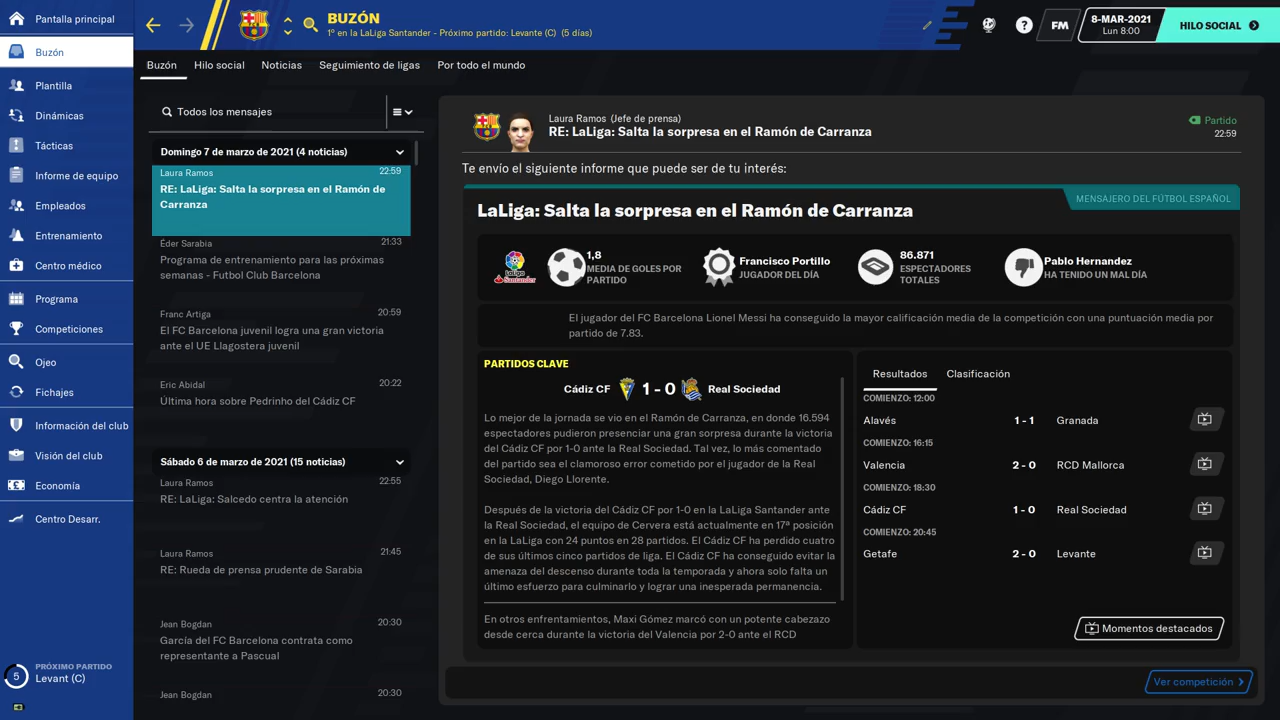 Pantalla principal
Buzón
Plantilla
Dinámicas
Tácticas
Informe de equipo
Empleados
Entrenamiento
Centro médico
Programa
Competiciones
Ojeo
Fichajes
Información del club
Visión del club
Economía
Centro Desarr.
PRÓXIMO PARTIDO
5
Levant (C)
BUZÓN
1º en la LaLiga Santander - Próximo partido: Levante (C) (5 días)
?
FM
8-MAR-2021
Lun 8:00
HILO SOCIAL
Buzón
Hilo social
Noticias
Seguimiento de ligas
Por todo el mundo
Todos los mensajes
Domingo 7 de marzo de 2021 (4 noticias)
Laura Ramos 22:59
RE: LaLiga: Salta la sorpresa en el Ramón de
Carranza
Éder Sarabia 21:33
Programa de entrenamiento para las próximas
semanas - Futbol Club Barcelona
Franc Artiga 20:59
El FC Barcelona juvenil logra una gran victoria
ante el UE Llagostera juvenil
Eric Abidal 20:22
Última hora sobre Pedrinho del Cádiz CF
Sábado 6 de marzo de 2021 (15 noticias)
Laura Ramos 22:55
RE: LaLiga: Salcedo centra la atención
Laura Ramos 21:45
RE: Rueda de prensa prudente de Sarabia
Jean Bogdan 20:30
García del FC Barcelona contrata como
representante a Pascual
Jean Bogdan 20:30
Laura Ramos (Jefe de prensa)
RE: LaLiga: Salta la sorpresa en el Ramón de Carranza
Partido
22:59
Te envío el siguiente informe que puede ser de tu interés:
MENSAJERO DEL FÚTBOL ESPAÑOL
LaLiga: Salta la sorpresa en el Ramón de Carranza
LaLiga
Santander
1,8
MEDIA DE GOLES POR
PARTIDO
Francisco Portillo
JUGADOR DEL DÍA
86.871
ESPECTADORES
TOTALES
Pablo Hernandez
HA TENIDO UN MAL DÍA
El jugador del FC Barcelona Lionel Messi ha conseguido la mayor calificación media de la competición con una puntuación media por
partido de 7.83.
PARTIDOS CLAVE
Cádiz CF 1 - 0 Real Sociedad
Lo mejor de la jornada se vio en el Ramón de Carranza, en donde 16.594
espectadores pudieron presenciar una gran sorpresa durante la victoria
del Cádiz CF por 1-0 ante la Real Sociedad. Tal vez, lo más comentado
del partido sea el clamoroso error cometido por el jugador de la Real
Sociedad, Diego Llorente.
Después de la victoria del Cádiz CF por 1-0 en la LaLiga Santander ante
la Real Sociedad, el equipo de Cervera está actualmente en 17ª posición
en la LaLiga con 24 puntos en 28 partidos. El Cádiz CF ha perdido cuatro
de sus últimos cinco partidos de liga. El Cádiz CF ha conseguido evitar la
amenaza del descenso durante toda la temporada y ahora solo falta un
último esfuerzo para culminarlo y lograr una inesperada permanencia.
En otros enfrentamientos, Maxi Gómez marcó con un potente cabezazo
desde cerca durante la victoria del Valencia por 2-0 ante el RCD
Resultados
Clasificación
COMIENZO: 12:00
Alavés 1 - 1 Granada
COMIENZO: 16:15
Valencia 2 - 0 RCD Mallorca
COMIENZO: 18:30
Cádiz CF 1 - 0 Real Sociedad
COMIENZO: 20:45
Getafe 2 - 0 Levante
Momentos destacados
Ver competición